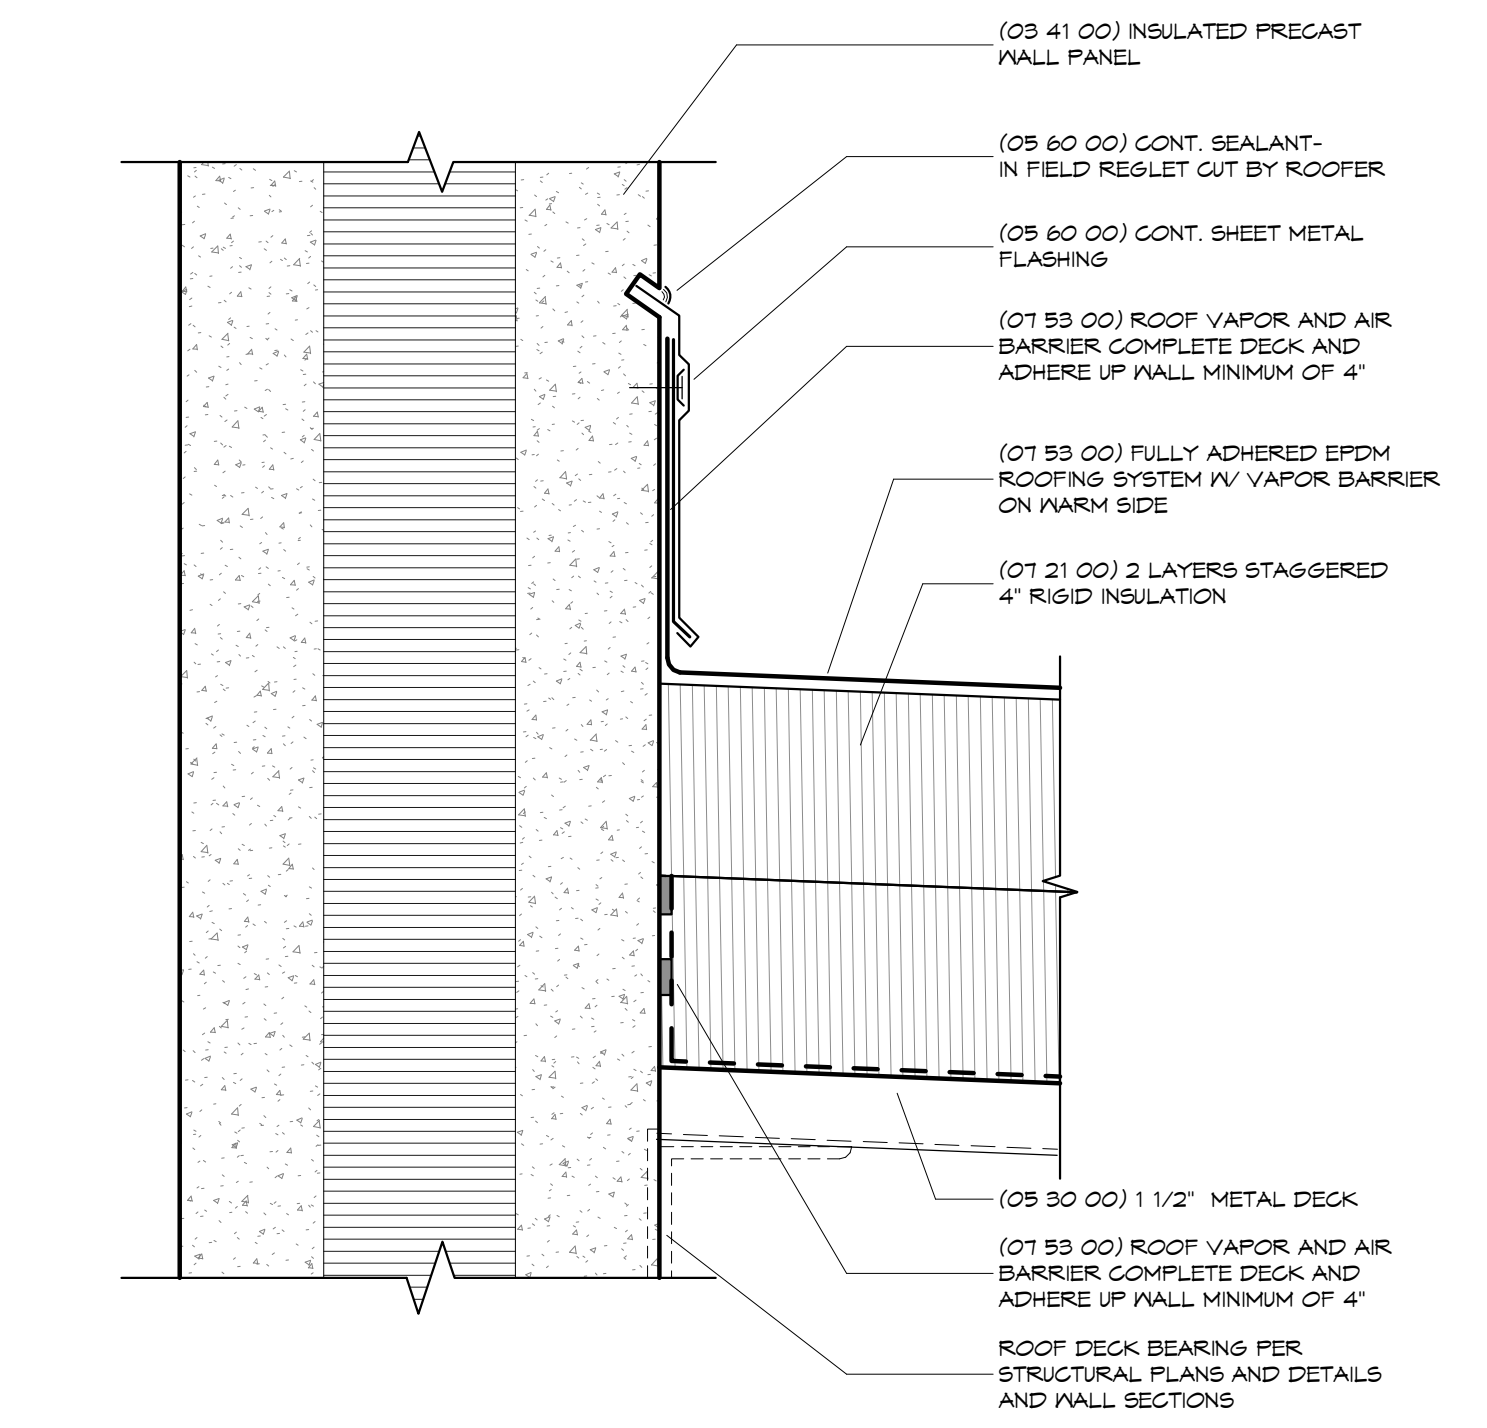 (03 41 00) INSULATED PRECAST
WALL PANEL
(05 60 00) CONT. SEALANT-
IN FIELD REGLET CUT BY ROOFER
(05 60 00) CONT. SHEET METAL
FLASHING
(07 53 00) ROOF VAPOR AND AIR
BARRIER COMPLETE DECK AND
ADHERE UP WALL MINIMUM OF 4"
(07 53 00) FULLY ADHERED EPDM
ROOFING SYSTEM W/ VAPOR BARRIER
ON WARM SIDE
(07 21 00) 2 LAYERS STAGGERED
4" RIGID INSULATION
(05 30 00) 1 1/2" METAL DECK
(07 53 00) ROOF VAPOR AND AIR
BARRIER COMPLETE DECK AND
ADHERE UP WALL MINIMUM OF 4"
ROOF DECK BEARING PER
STRUCTURAL PLANS AND DETAILS
AND WALL SECTIONS